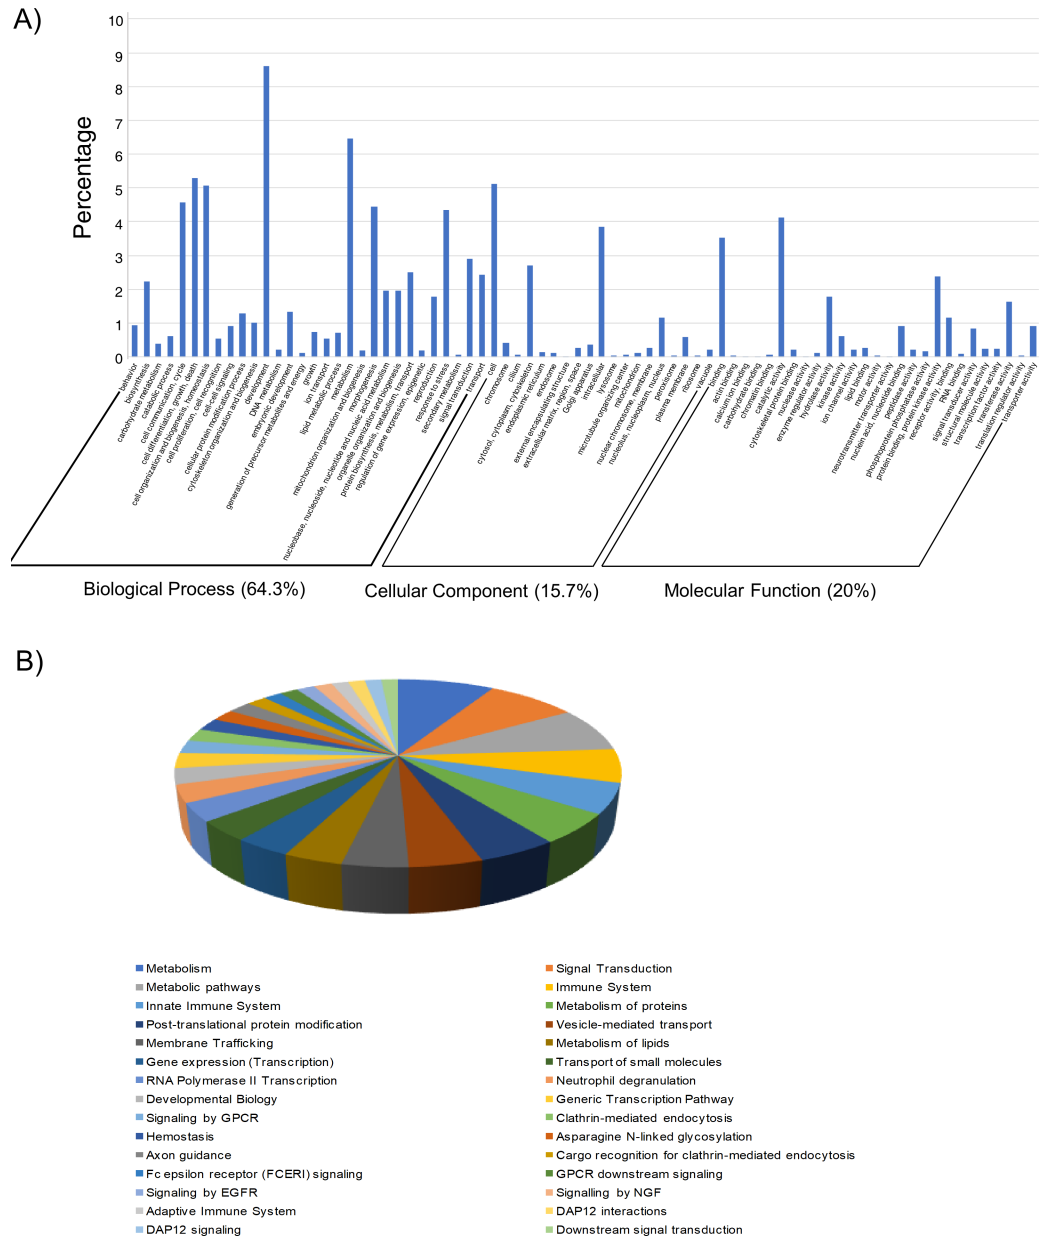 A)
Percentage
10
9
8
7
6
5
4
3
2
1
0
behavior
biosynthesis
carbohydrate metabolism
catabolic process
cell communication, cycle
cell differentiation, growth, death
cell organization and biogenesis, homeostasis
cell proliferation, cell recognition
cell-cell signaling
cellular protein modification process
cytoskeleton organization and biogenesis
development
DNA metabolism
embryonic development
generation of precursor metabolites and energy
growth
ion transport
lipid metabolic process
metabolism
mitochondrion organization and biogenesis
morphogenesis
nucleobase, nucleoside, nucleotide and nucleic acid metabolism
organelle organization and biogenesis
protein biosynthesis, metabolism, transport
regulation of gene expression, epigenetic
reproduction
response to stress
secondary metabolism
signal transduction
transport
cell
chromosome
cilium
cytosol, cytoplasm, cytoskeleton
endoplasmic reticulum
endosome
external encapsulating structure
extracellular matrix, region, space
Golgi apparatus
intracellular
lysosome
microtubule organizing center
mitochondrion
nuclear chromosome, membrane
nucleolus, nucleoplasm, nucleus
peroxisome
plasma membrane
ribosome
vacuole
binding
actin binding
calcium ion binding
carbohydrate binding
chromatin binding
catalytic activity
cytoskeletal protein binding
nuclease activity
enzyme regulator activity
hydrolase activity
kinase activity
ion channel activity
lipid binding
motor activity
neurotransmitter transporter activity
nucleic acid, nucleotide binding
peptidase activity
phosphoprotein phosphatase activity
protein binding, protein kinase activity
receptor activity, binding
RNA binding
signal transducer activity
structural molecule activity
transcription factor activity
transferase activity
translation regulator activity
transporter activity
Biological Process (64.3%)
Cellular Component (15.7%)
Molecular Function (20%)
B)
Metabolism
Signal Transduction
Metabolic pathways
Immune System
Innate Immune System
Metabolism of proteins
Post-translational protein modification
Vesicle-mediated transport
Membrane Trafficking
Metabolism of lipids
Gene expression (Transcription)
Transport of small molecules
RNA Polymerase II Transcription
Neutrophil degranulation
Developmental Biology
Generic Transcription Pathway
Signaling by GPCR
Clathrin-mediated endocytosis
Hemostasis
Asparagine N-linked glycosylation
Axon guidance
Cargo recognition for clathrin-mediated endocytosis
Fc epsilon receptor (FCERI) signaling
GPCR downstream signaling
Signaling by EGFR
Signalling by NGF
Adaptive Immune System
DAP12 interactions
DAP12 signaling
Downstream signal transduction